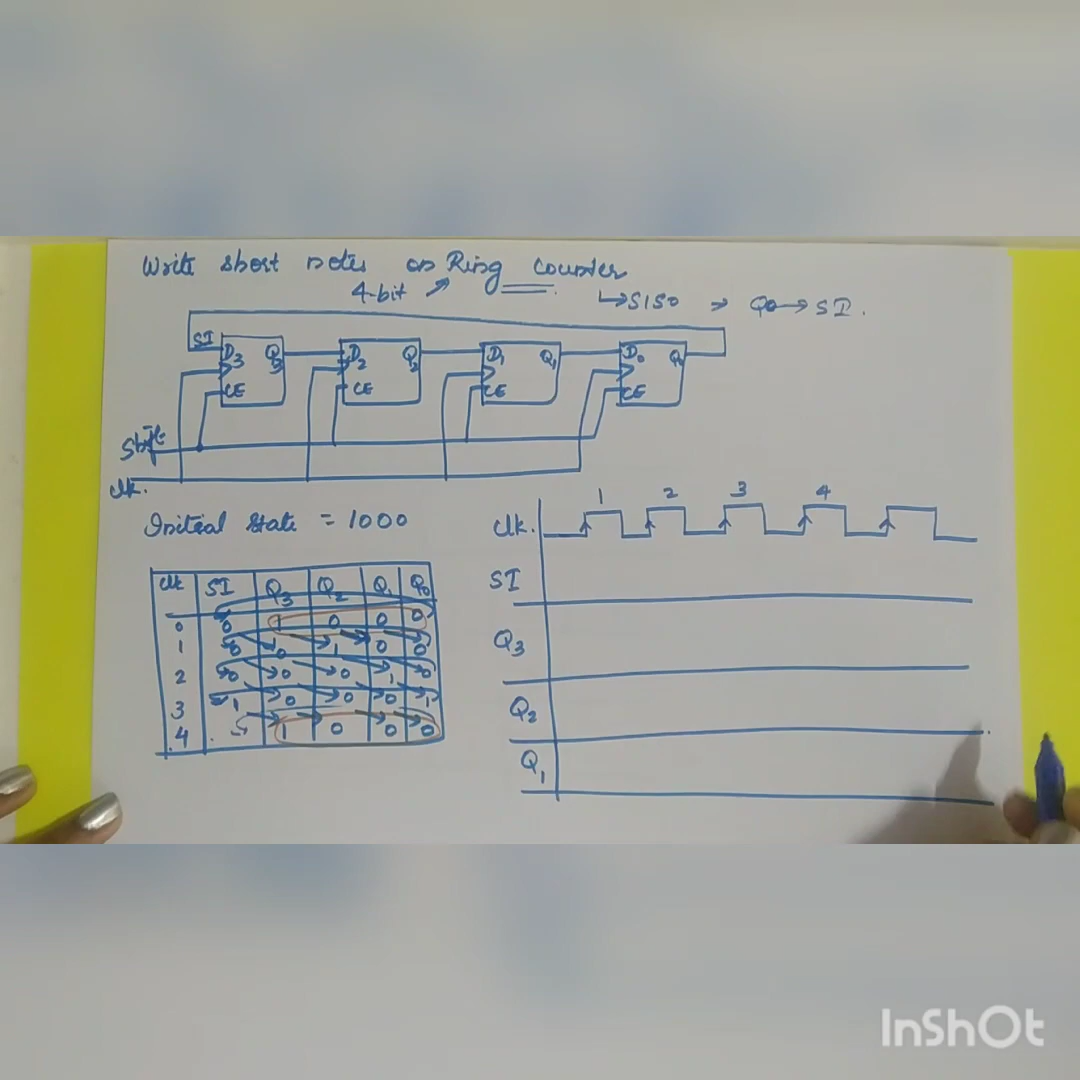 Write short notes on Ring counter
4-bit ↗ ↳ SISO → Q0 → SI.
SI
D3 Q3 D2 Q2 D1 Q1 D0 Q0
CE CE CE CE
Shift
clk.
Initial state = 1000
clk SI Q3 Q2 Q1 Q0
0 0 1 0 0 0
1 0 0 1 0 0
2 0 0 0 1 0
3 1 0 0 0 1
4 1 0 0 0
1 2 3 4
clk.
SI
Q3
Q2
Q1
InShOt